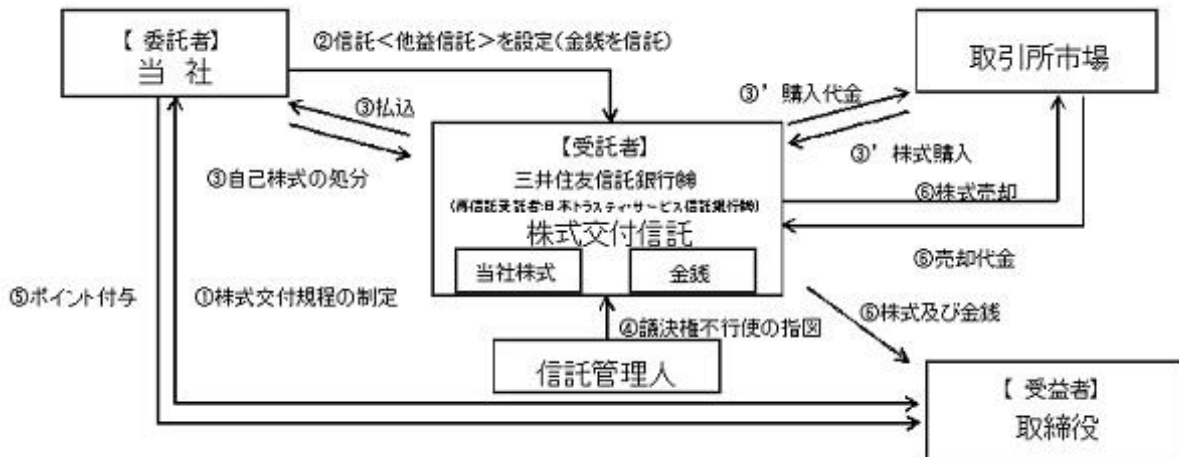 【 委託者】
当 社
②信託<他益信託>を設定(金銭を信託)
取引所市場
③払込
③’購入代金
【受託者】
三井住友信託銀行㈱
(再信託受託者:日本トラスティ・サービス信託銀行㈱)
株式交付信託
当社株式
金銭
③自己株式の処分
③’株式購入
⑥株式売却
⑥売却代金
⑤ポイント付与
①株式交付規程の制定
④議決権不行使の指図
⑥株式及び金銭
信託管理人
【 受益者】
取締役